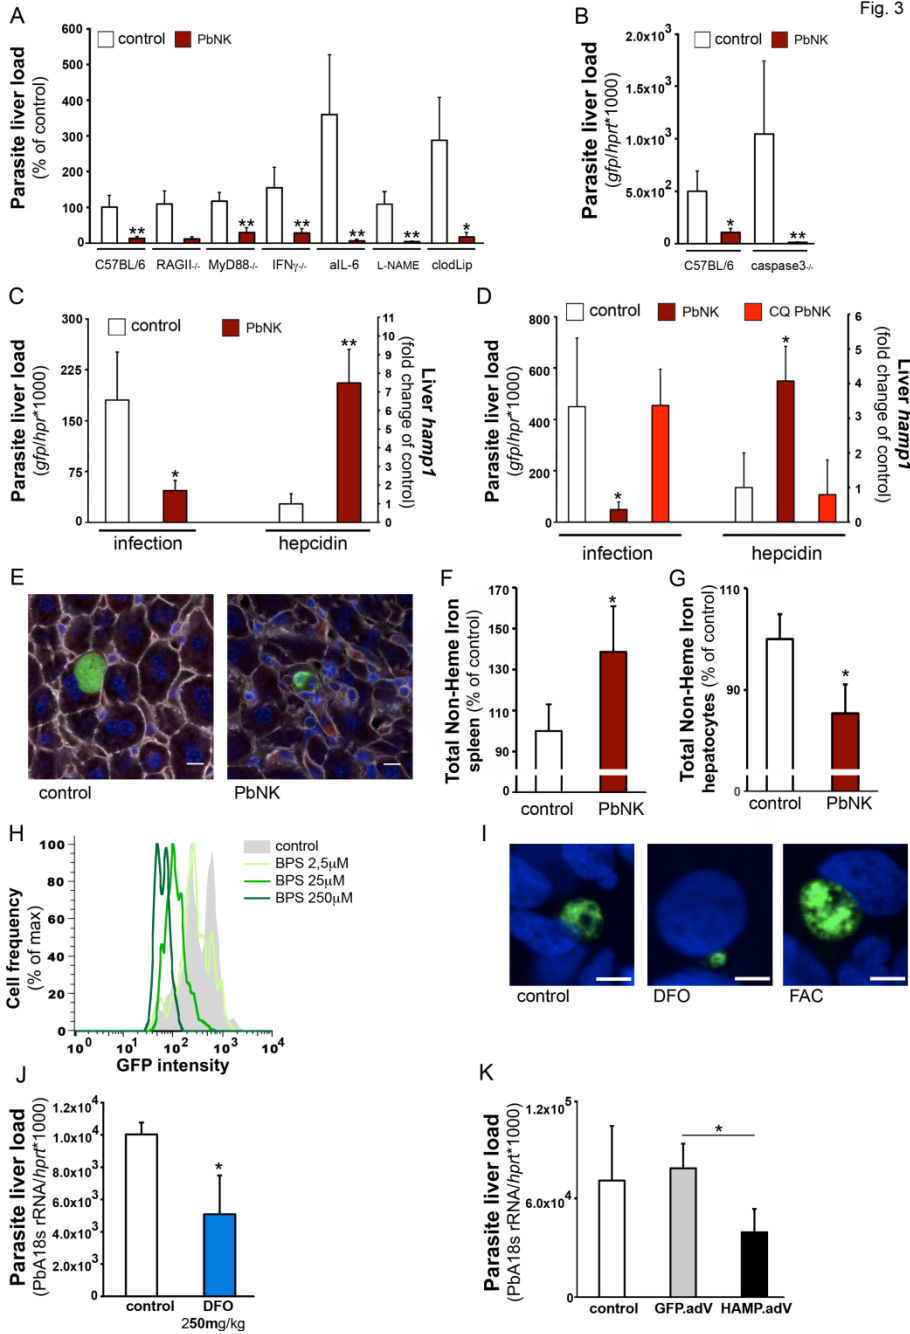 Fig. 3
A
control PbNK
Parasite liver load
(% of control)
600
500
400
300
200
100
0
** ** ** ** ** *
C57BL/6 RAGII-/- MyD88-/- IFNγ-/- aIL-6 L-NAME clodLip
B
control PbNK
Parasite liver load
(gfp/hprt*1000)
2.0x10³
1.5x10³
1.0x10³
5.0x10²
0
* **
C57BL/6 caspase3-/-
C
control PbNK
Parasite liver load
(gfp/hpr*1000)
300
225
150
75
0
* **
11
10
9
8
7
6
5
4
3
2
1
0
Liver hamp1
(fold change of control)
infection hepcidin
D
control PbNK CQ PbNK
Parasite liver load
(gfp/hpr*1000)
800
600
400
200
0
* *
6
5
4
3
2
1
0
Liver hamp1
(fold change of control)
infection hepcidin
E
control PbNK
F
Total Non-Heme Iron
spleen (% of control)
170
150
130
110
90
0
*
control PbNK
G
Total Non-Heme Iron
hepatocytes (% of control)
110
90
0
*
control PbNK
H
control
BPS 2,5µM
BPS 25µM
BPS 250µM
Cell frequency
(% of max)
100
80
60
40
20
0
10⁰ 10¹ 10² 10³ 10⁴
GFP intensity
I
control DFO FAC
J
Parasite liver load
(PbA18s rRNA/hprt*1000)
1.2x10⁴
1.0x10⁴
8.0x10³
6.0x10³
4.0x10³
2.0x10³
0
*
control DFO
250mg/kg
K
Parasite liver load
(PbA18s rRNA/hprt*1000)
1.2x10⁵
6.0x10⁴
0
*
control GFP.adV HAMP.adV